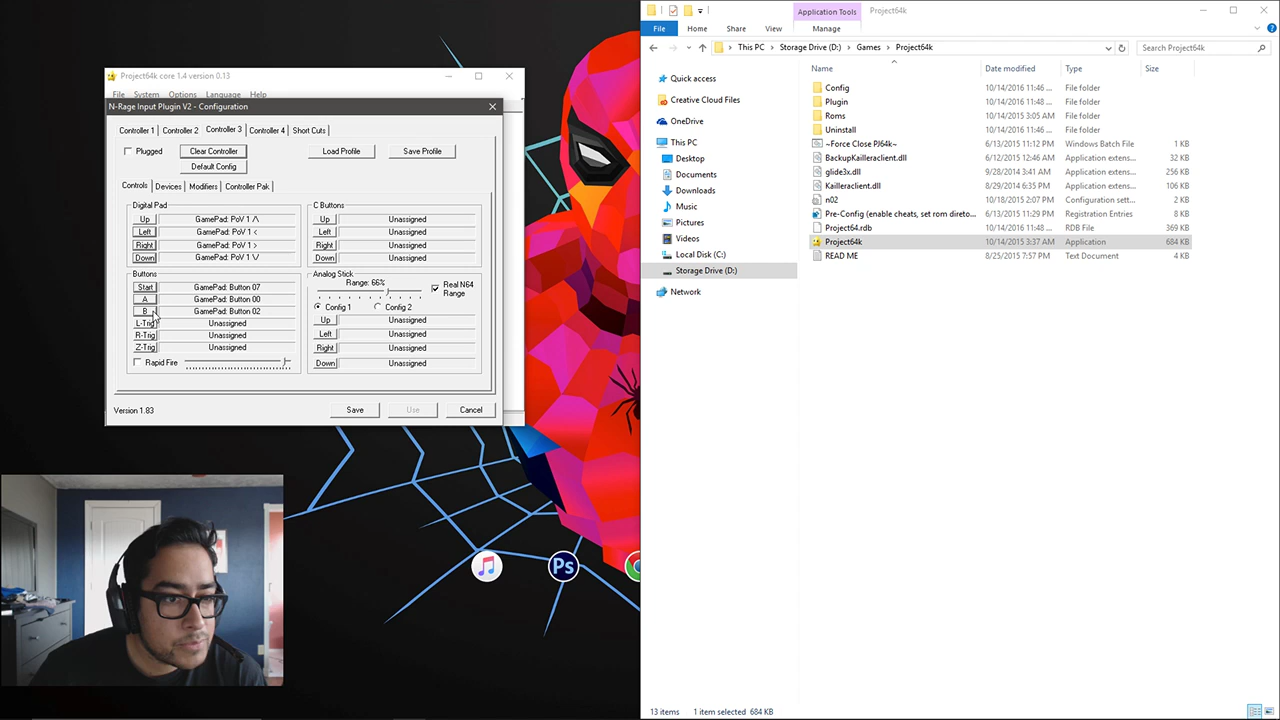 Project64k core 1.4 version 0.13
File System Options Language Help
N-Rage Input Plugin V2 - Configuration
Controller 1 Controller 2 Controller 3 Controller 4 Short Cuts
Plugged Clear Controller Load Profile Save Profile
Default Config
Controls Devices Modifiers Controller Pak
Digital Pad
Up GamePad: PoV 1 /\
Left GamePad: PoV 1 <
Right GamePad: PoV 1 >
Down GamePad: PoV 1 \/
C Buttons
Up Unassigned
Left Unassigned
Right Unassigned
Down Unassigned
Buttons
Start GamePad: Button 07
A GamePad: Button 00
B GamePad: Button 02
L-Trig Unassigned
R-Trig Unassigned
Z-Trig Unassigned
Rapid Fire
Analog Stick
Range: 66%
Real N64
Range
Config 1 Config 2
Up Unassigned
Left Unassigned
Right Unassigned
Down Unassigned
Version 1.83 Save Use Cancel
Ps
Application Tools Project64k
File Home Share View Manage
This PC Storage Drive (D:) Games Project64k Search Project64k
Quick access
Creative Cloud Files
OneDrive
This PC
Desktop
Documents
Downloads
Music
Pictures
Videos
Local Disk (C:)
Storage Drive (D:)
Network
Name Date modified Type Size
Config 10/14/2016 11:46 ... File folder
Plugin 10/14/2016 11:48 ... File folder
Roms 10/14/2015 3:05 AM File folder
Uninstall 10/14/2016 11:46 ... File folder
~Force Close PJ64k~ 6/13/2015 11:12 PM Windows Batch File 1 KB
BackupKailleraclient.dll 6/12/2015 12:46 AM Application extens... 32 KB
glide3x.dll 9/28/2014 3:41 AM Application extens... 256 KB
Kailleraclient.dll 8/29/2014 6:35 PM Application extens... 106 KB
n02 10/18/2015 2:07 PM Configuration sett... 2 KB
Pre-Config (enable cheats, set rom direto... 6/13/2015 11:29 PM Registration Entries 8 KB
Project64.rdb 10/14/2016 11:48 ... RDB File 369 KB
Project64k 10/14/2015 3:37 AM Application 684 KB
READ ME 8/25/2015 7:57 PM Text Document 4 KB
13 items 1 item selected 684 KB